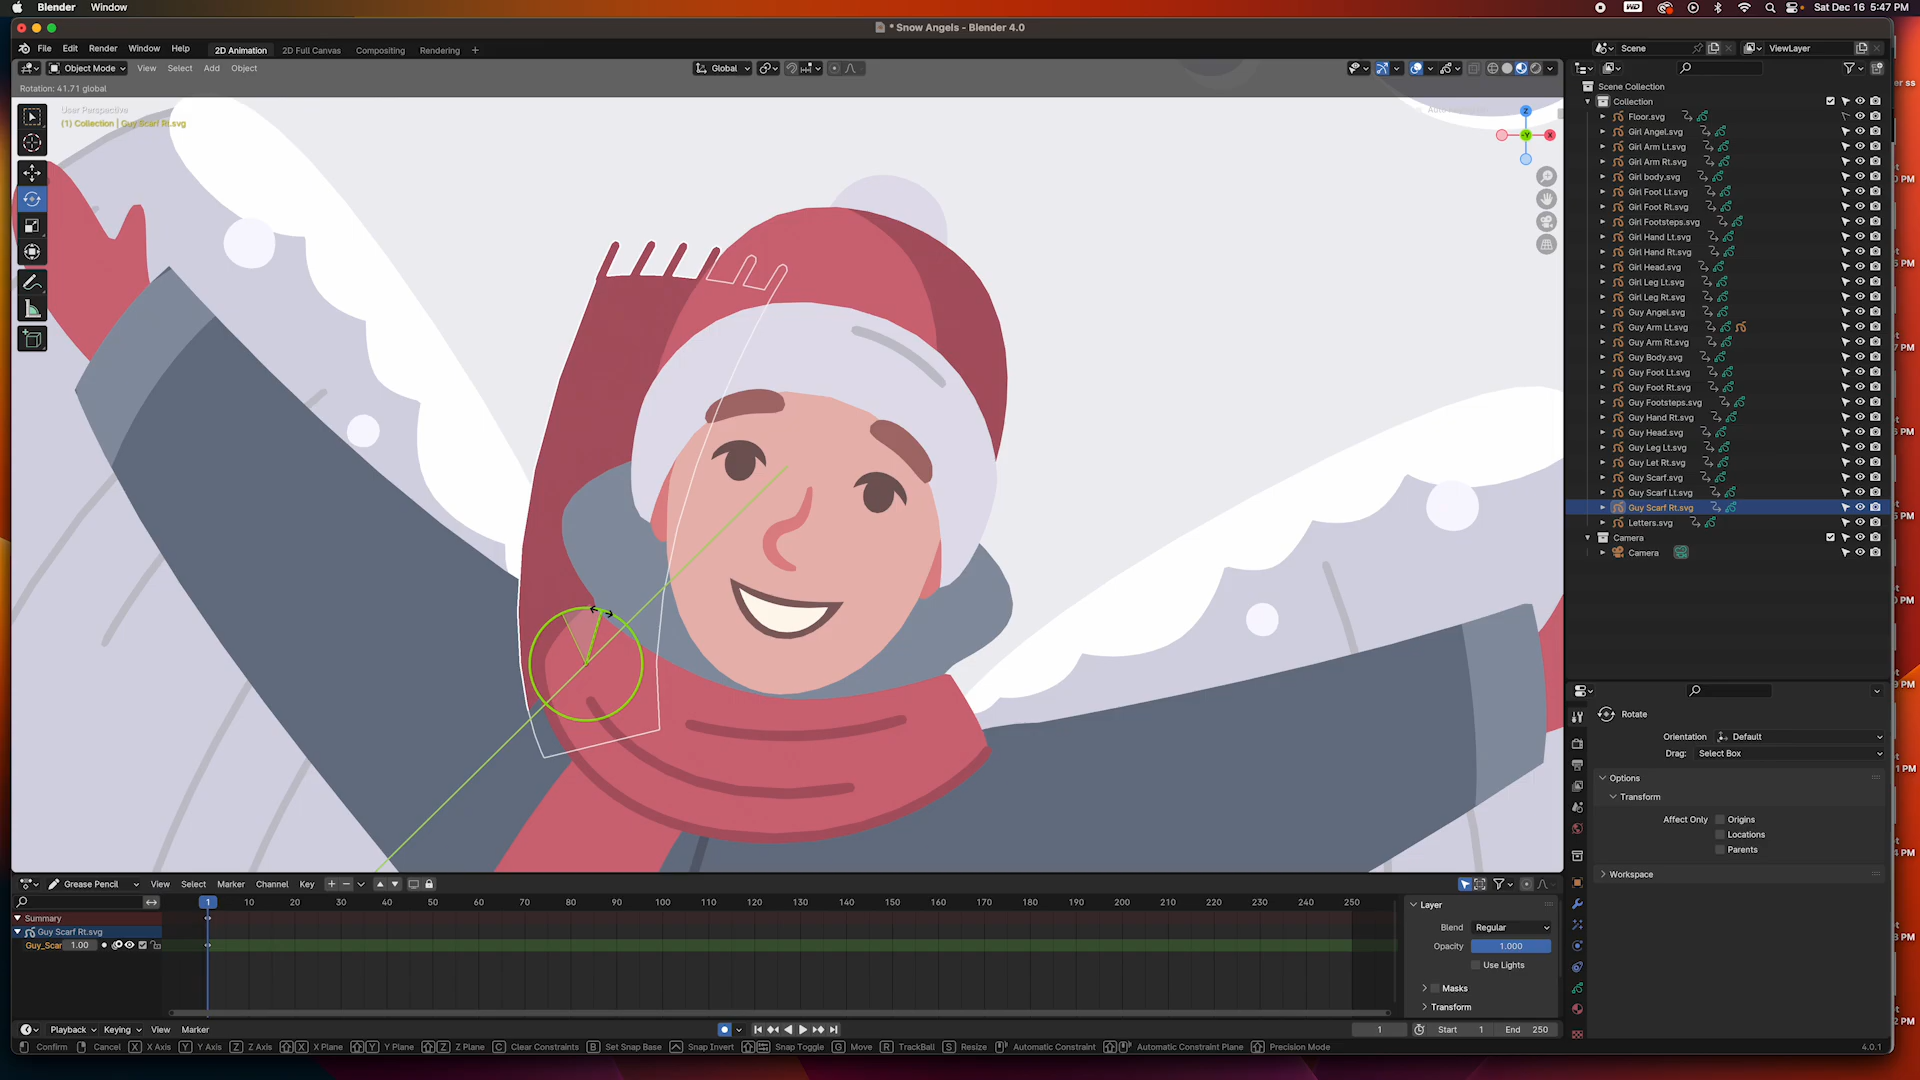 Blender Window
Sat Dec 16 5:47 PM
* Snow Angels - Blender 4.0
File Edit Render Window Help 2D Animation 2D Full Canvas Compositing Rendering +
Scene ViewLayer
Object Mode View Select Add Object
Global
Rotation: 41.71 global
User Perspective
(1) Collection | Guy Scarf Rt.svg
Z
X
-Y
Scene Collection
Collection
Floor.svg
Girl Angel.svg
Girl Arm Lt.svg
Girl Arm Rt.svg
Girl body.svg
Girl Foot Lt.svg
Girl Foot Rt.svg
Girl Footsteps.svg
Girl Hand Lt.svg
Girl Hand Rt.svg
Girl Head.svg
Girl Leg Lt.svg
Girl Leg Rt.svg
Guy Angel.svg
Guy Arm Lt.svg
Guy Arm Rt.svg
Guy Body.svg
Guy Foot Lt.svg
Guy Foot Rt.svg
Guy Footsteps.svg
Guy Hand Rt.svg
Guy Head.svg
Guy Leg Lt.svg
Guy Let Rt.svg
Guy Scarf.svg
Guy Scarf Lt.svg
Guy Scarf Rt.svg
Letters.svg
Camera
Camera
Rotate
Orientation Default
Drag: Select Box
Options
Transform
Affect Only Origins
Locations
Parents
Workspace
Grease Pencil View Select Marker Channel Key
1 10 20 30 40 50 60 70 80 90 100 110 120 130 140 150 160 170 180 190 200 210 220 230 240 250
Summary
Guy Scarf Rt.svg
Guy_Scar 1.00
Layer
Blend Regular
Opacity 1.000
Use Lights
Masks
Transform
Playback Keying View Marker
1 Start 1 End 250
Confirm Cancel X X Axis Y Y Axis Z Z Axis X X Plane Y Y Plane Z Z Plane C Clear Constraints B Set Snap Base Snap Invert Snap Toggle G Move R TrackBall S Resize Automatic Constraint Automatic Constraint Plane Precision Mode
4.0.1